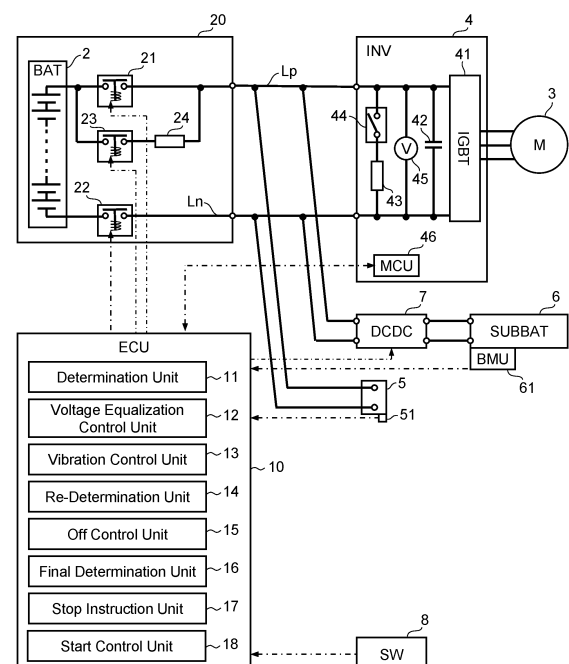 20
4
2
21
Lp
INV
41
BAT
3
44
42
23
24
IGBT
M
V
22
45
43
Ln
46
MCU
7
6
DCDC
SUBBAT
ECU
BMU
5
61
Determination Unit
11
51
Voltage Equalization
Control Unit
12
Vibration Control Unit
13
10
Re-Determination Unit
14
Off Control Unit
15
Final Determination Unit
16
Stop Instruction Unit
17
8
Start Control Unit
18
SW